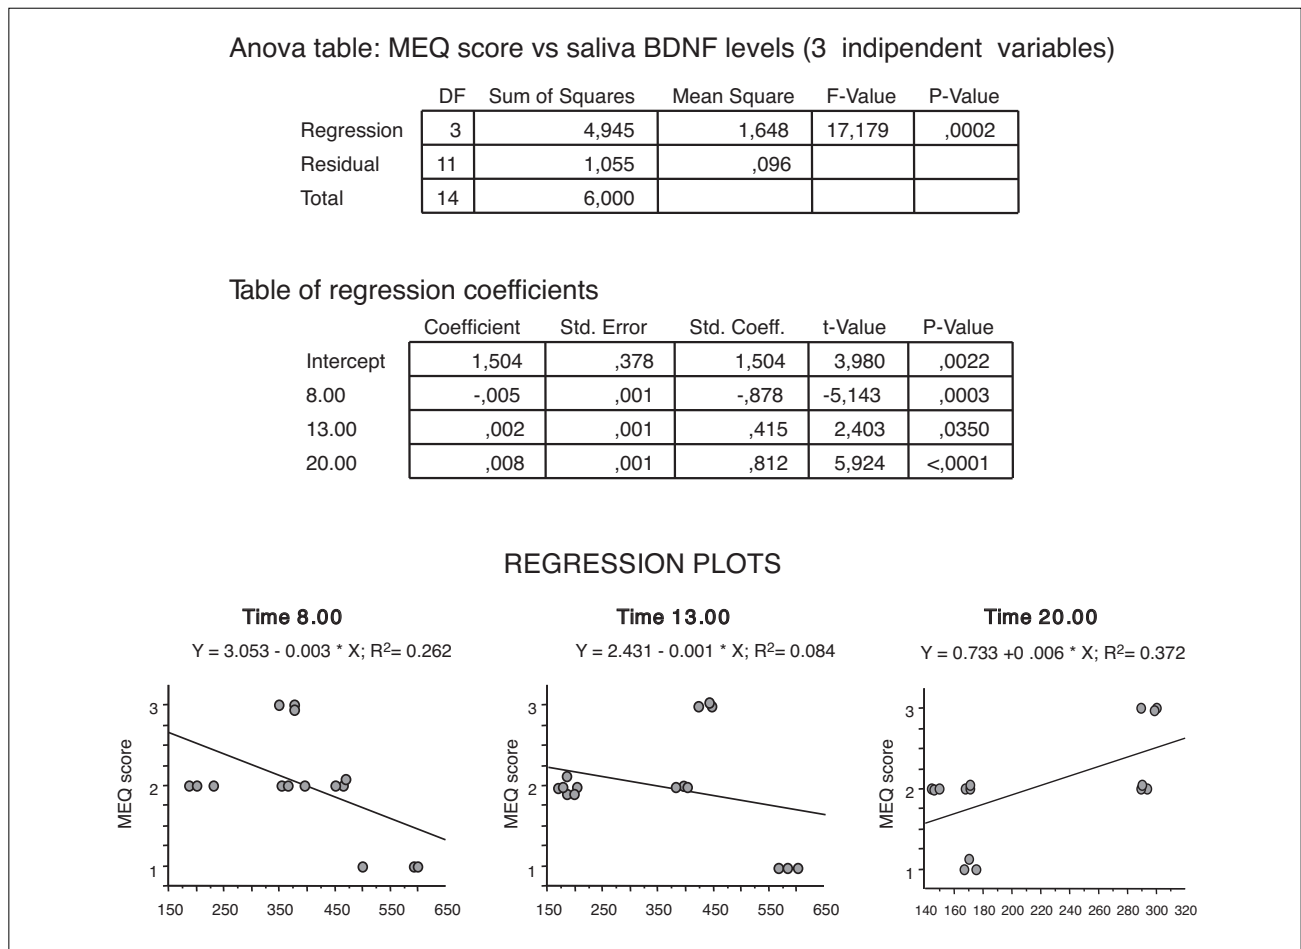 Anova table: MEQ score vs saliva BDNF levels (3 indipendent variables)
DF Sum of Squares Mean Square F-Value P-Value
Regression 3 4,945 1,648 17,179 ,0002
Residual 11 1,055 ,096
Total 14 6,000
Table of regression coefficients
Coefficient Std. Error Std. Coeff. t-Value P-Value
Intercept 1,504 ,378 1,504 3,980 ,0022
8.00 -,005 ,001 -,878 -5,143 ,0003
13.00 ,002 ,001 ,415 2,403 ,0350
20.00 ,008 ,001 ,812 5,924 <,0001
REGRESSION PLOTS
Time 8.00
Y = 3.053 - 0.003 * X; R²= 0.262
MEQ score
3
2
1
150 250 350 450 550 650
Time 13.00
Y = 2.431 - 0.001 * X; R²= 0.084
MEQ score
3
2
1
150 250 350 450 550 650
Time 20.00
Y = 0.733 +0 .006 * X; R²= 0.372
MEQ score
3
2
1
140 160 180 200 220 240 260 280 300 320